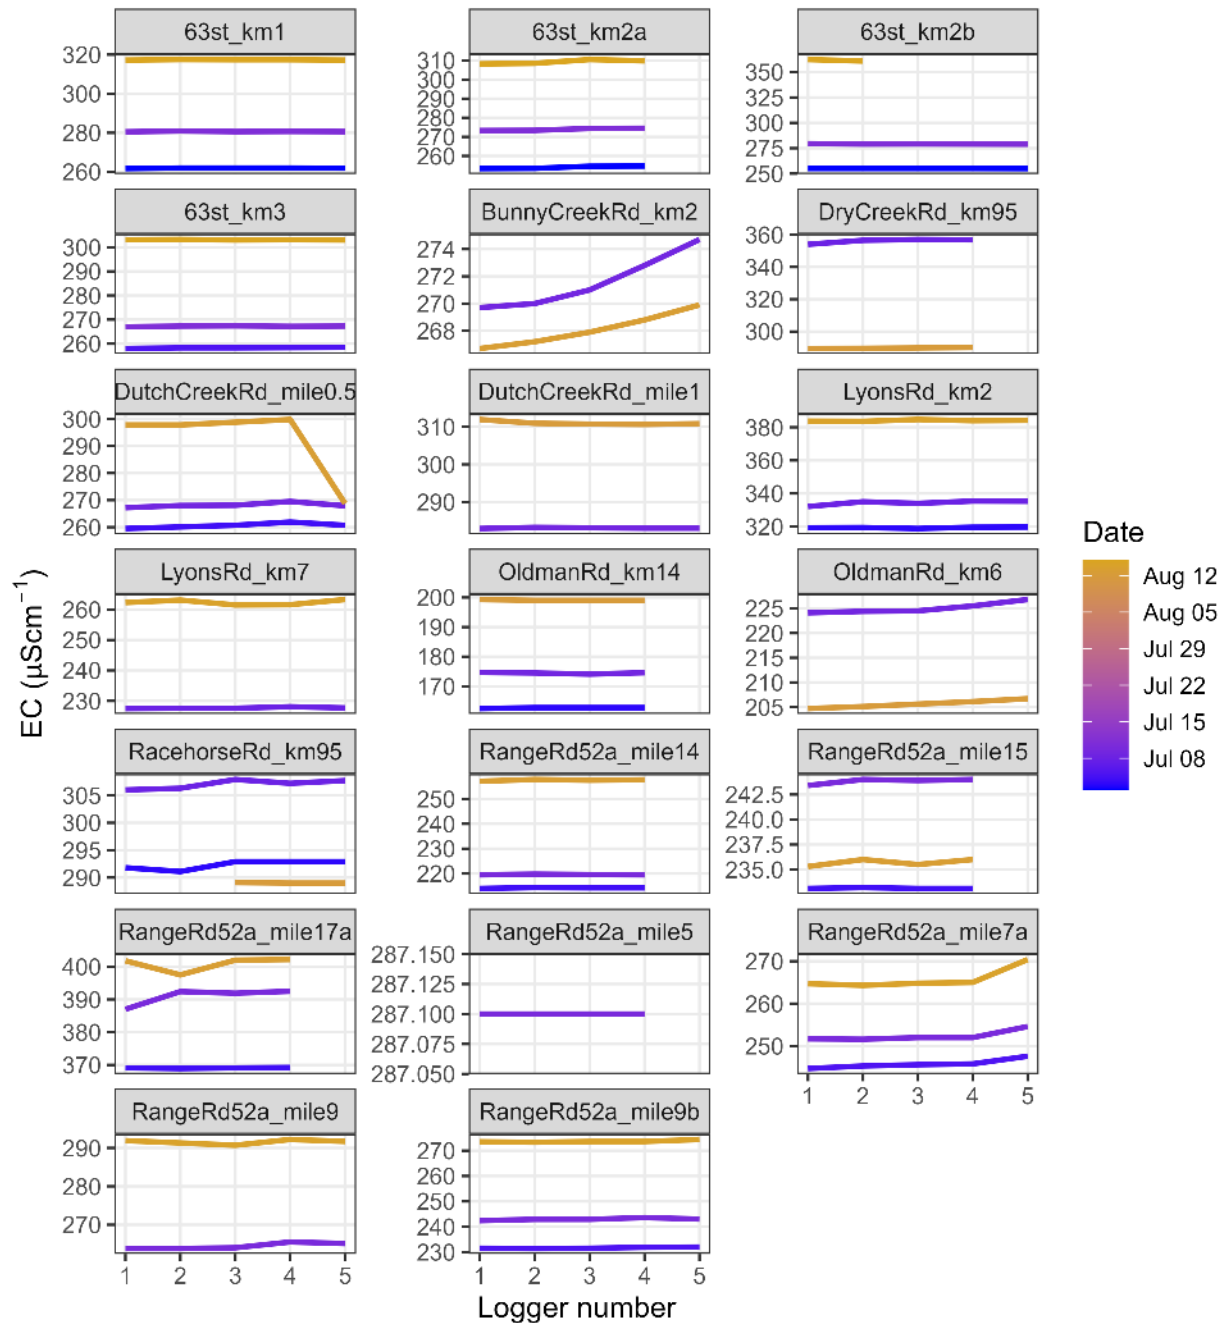 63st_km1
63st_km2a
63st_km2b
320
300
280
260
310
300
290
280
270
260
350
325
300
275
250
63st_km3
BunnyCreekRd_km2
DryCreekRd_km95
300
290
280
270
260
274
272
270
268
360
340
320
300
DutchCreekRd_mile0.5
DutchCreekRd_mile1
LyonsRd_km2
300
290
280
270
260
310
300
290
380
360
340
320
LyonsRd_km7
OldmanRd_km14
OldmanRd_km6
260
250
240
230
200
190
180
170
225
220
215
210
205
RacehorseRd_km95
RangeRd52a_mile14
RangeRd52a_mile15
305
300
295
290
250
240
230
220
242.5
240.0
237.5
235.0
RangeRd52a_mile17a
RangeRd52a_mile5
RangeRd52a_mile7a
400
390
380
370
287.150
287.125
287.100
287.075
287.050
270
260
250
1 2 3 4 5
RangeRd52a_mile9
RangeRd52a_mile9b
290
280
270
270
260
250
240
230
1 2 3 4 5
1 2 3 4 5
Logger number
EC (µScm⁻¹)
Date
Aug 12
Aug 05
Jul 29
Jul 22
Jul 15
Jul 08